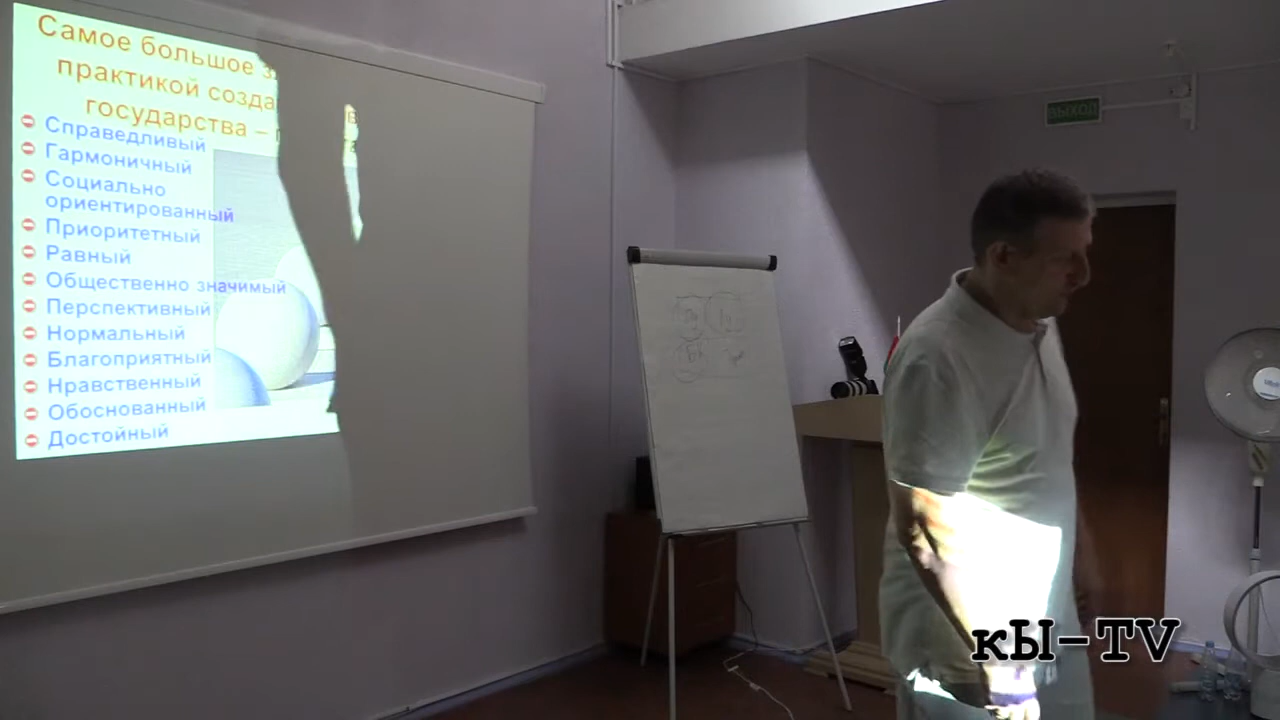 Самое большое
практикой созда
государства –
Справедливый
Гармоничный
Социально
ориентированный
Приоритетный
Равный
Общественно значимый
Перспективный
Нормальный
Благоприятный
Нравственный
Обоснованный
Достойный
ВЫХОД
кЫ-TV